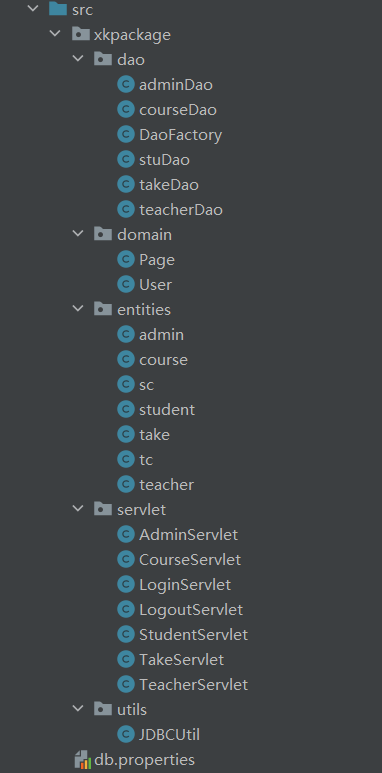 src
xkpackage
dao
adminDao
courseDao
DaoFactory
stuDao
takeDao
teacherDao
domain
Page
User
entities
admin
course
sc
student
take
tc
teacher
servlet
AdminServlet
CourseServlet
LoginServlet
LogoutServlet
StudentServlet
TakeServlet
TeacherServlet
utils
JDBCUtil
db.properties